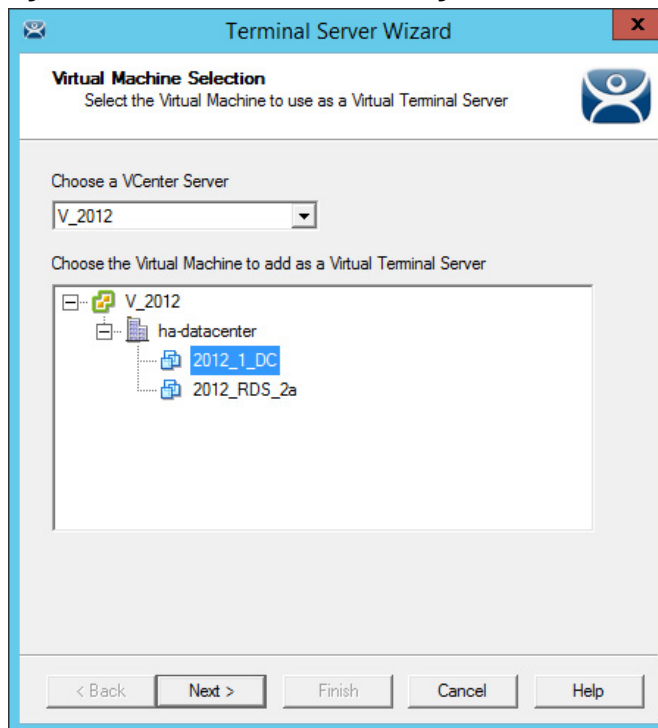 Terminal Server Wizard
x
Virtual Machine Selection
Select the Virtual Machine to use as a Virtual Terminal Server
Choose a VCenter Server
V_2012
Choose the Virtual Machine to add as a Virtual Terminal Server
V_2012
ha-datacenter
2012_1_DC
2012_RDS_2a
< Back Next > Finish Cancel Help